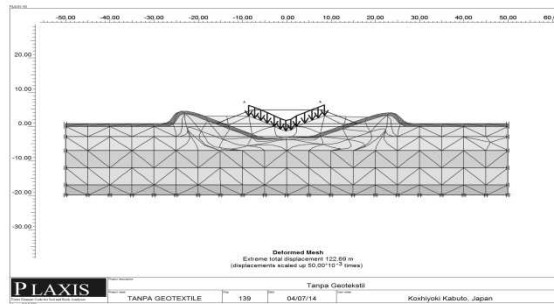 -50,00 -40,00 -30,00 -20,00 -10,00 0.00 10,00 20,00 30,00 40,00 50,00
20.00
10.00
0.00
-10.00
-20.00
-30.00
Deformed Mesh
Extreme total displacement 122,69 m
(displacements scaled up 50,00*10-3 times)
PLAXIS
Tanpa Geotekstil
TANPA GEOTEXTILE 139 04/07/14 Koshiyoki Kabuto, Japan